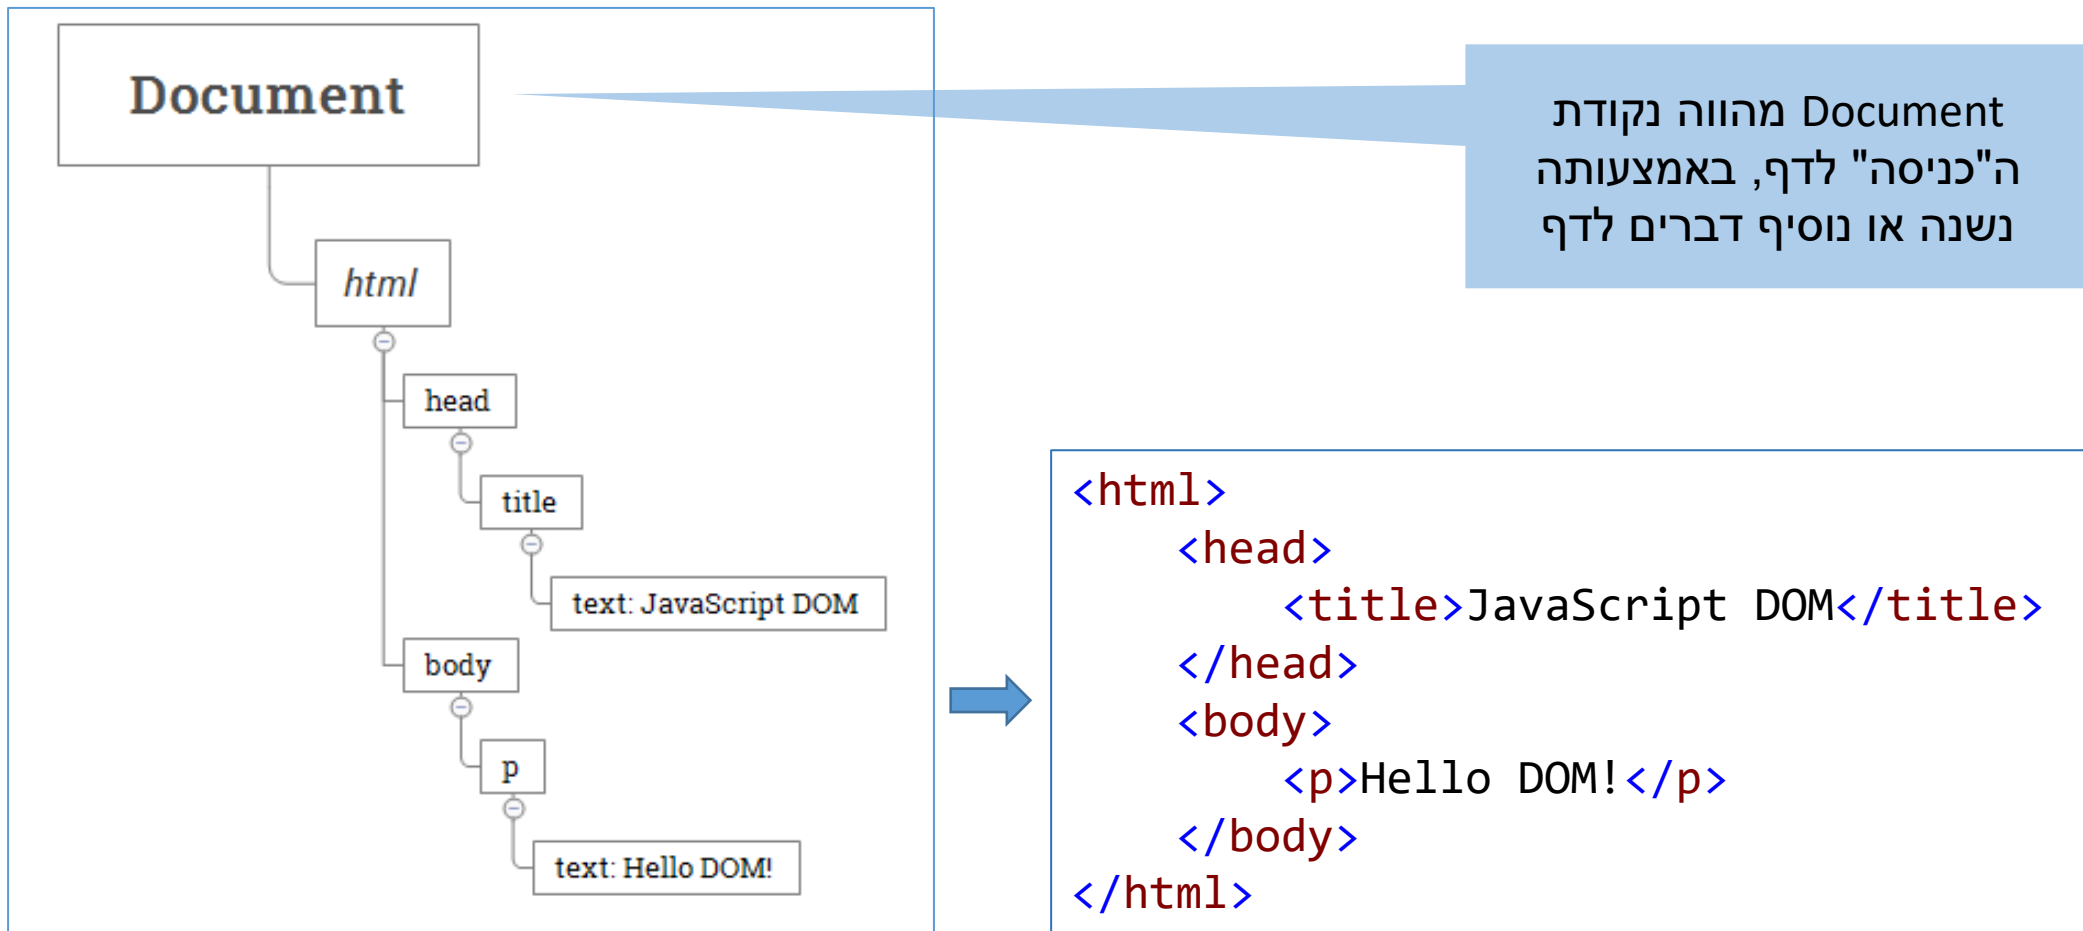 Document
html
head
title
text: JavaScript DOM
body
p
text: Hello DOM!
Document מהווה נקודת
ה"כניסה" לדף, באמצעותה
נשנה או נוסיף דברים לדף
<html>
<head>
<title>JavaScript DOM</title>
</head>
<body>
<p>Hello DOM!</p>
</body>
</html>